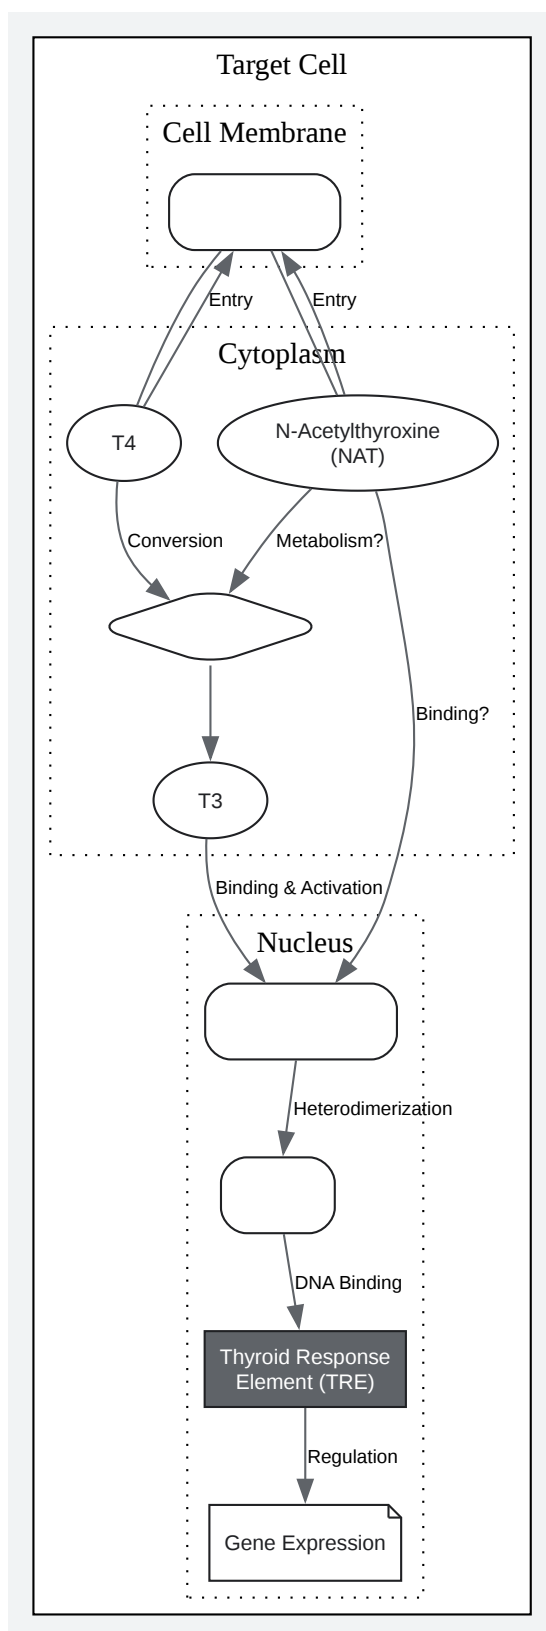 Target Cell
Cell Membrane
Entry
Entry
Cytoplasm
T4
N-Acetylthyroxine
(NAT)
Conversion
Metabolism?
Binding?
T3
Binding & Activation
Nucleus
Heterodimerization
DNA Binding
Thyroid Response
Element (TRE)
Regulation
Gene Expression